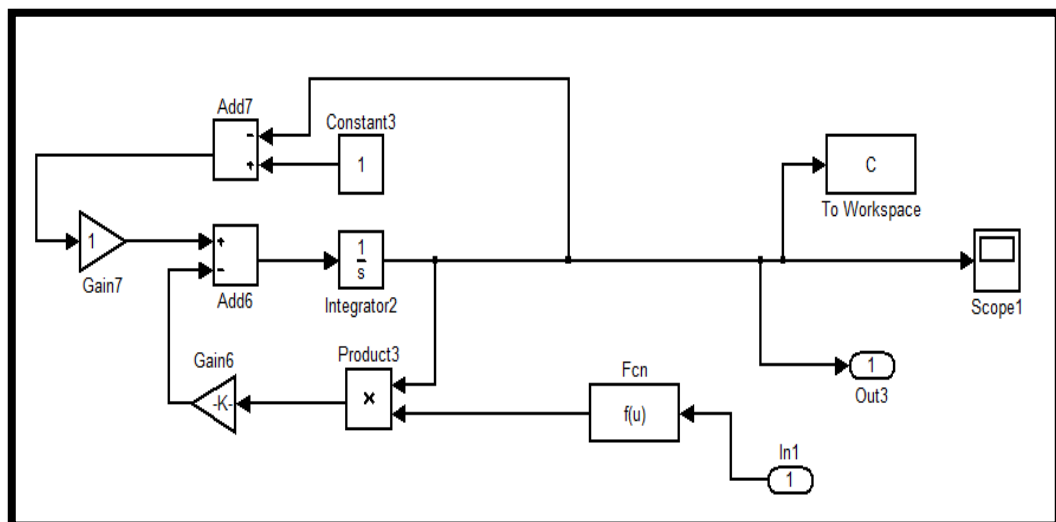 Add7
-
+
Constant3
1
C
To Workspace
1
Gain7
+
-
Add6
1
s
Integrator2
Scope1
Gain6
-K-
Product3
×
Fcn
f(u)
1
Out3
In1
1